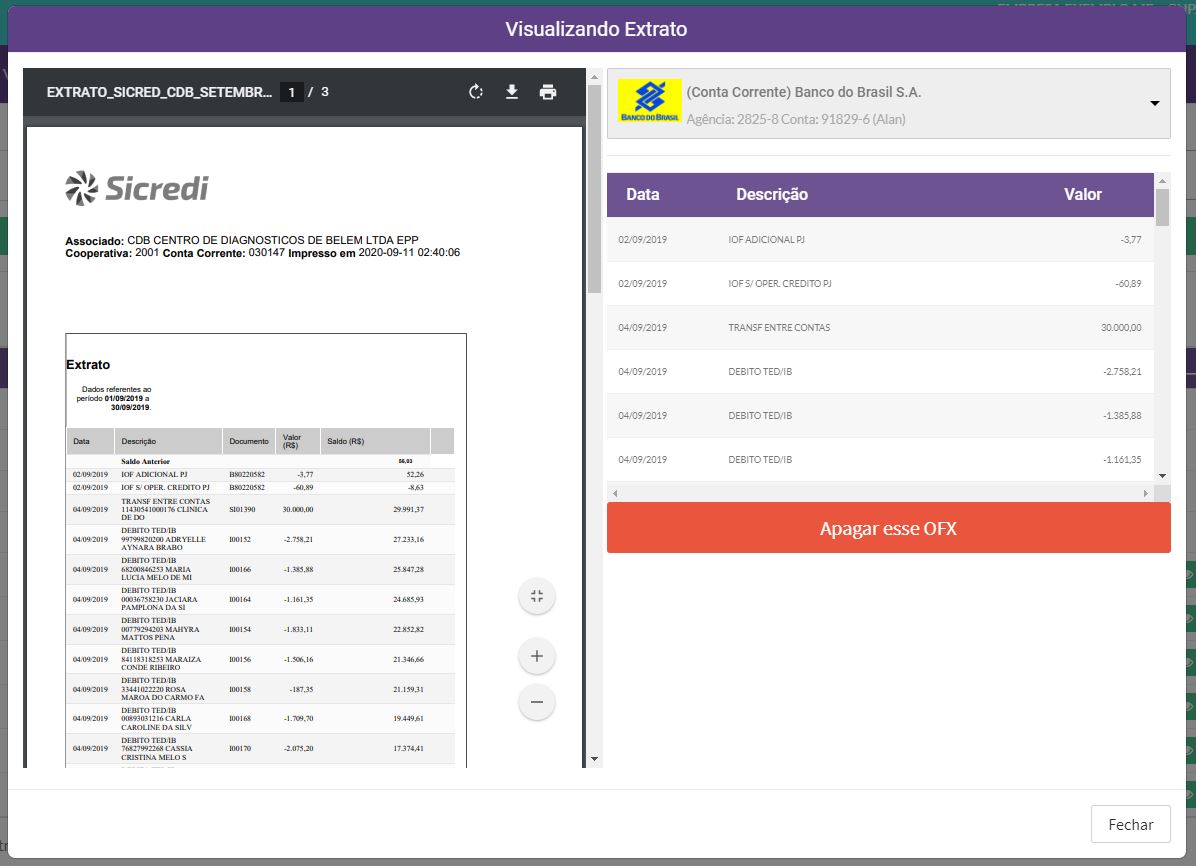 Visualizando Extrato
EXTRATO_SICRED_CDB_SETEMBR... 1 / 3
Sicredi
Associado: CDB CENTRO DE DIAGNOSTICOS DE BELEM LTDA EPP
Cooperativa: 2001 Conta Corrente: 030147 Impresso em 2020-09-11 02:40:06
Extrato
Dados referentes ao
período 01/09/2019 a
30/09/2019.
Data Descrição Documento Valor (R$) Saldo (R$)
Saldo Anterior 56,03
02/09/2019 IOF ADICIONAL PJ B80220582 -3,77 52,26
02/09/2019 IOF S/ OPER. CREDITO PJ B80220582 -60,89 -8,63
04/09/2019 TRANSF ENTRE CONTAS SI01390 30.000,00 29.991,37
11430541000176 CLINICA
DE DO
04/09/2019 DEBITO TED/IB I00152 -2.758,21 27.233,16
99799820200 ADRYELLE
AYNARA BRABO
04/09/2019 DEBITO TED/IB I00166 -1.385,88 25.847,28
68200846253 MARIA
LUCIA MELO DE MI
04/09/2019 DEBITO TED/IB I00164 -1.161,35 24.685,93
00036758230 JACIARA
PAMPLONA DA SI
04/09/2019 DEBITO TED/IB I00154 -1.833,11 22.852,82
00779294203 MAHYRA
MATTOS PENA
04/09/2019 DEBITO TED/IB I00156 -1.506,16 21.346,66
84118318253 MARAIZA
CONDE RIBEIRO
04/09/2019 DEBITO TED/IB I00158 -187,35 21.159,31
33441022220 ROSA
MAROA DO CARMO FA
04/09/2019 DEBITO TED/IB I00168 -1.709,70 19.449,61
00893031216 CARLA
CAROLINE DA SILV
04/09/2019 DEBITO TED/IB I00170 -2.075,20 17.374,41
76827992268 CASSIA
CRISTINA MELO S
BANCO DO BRASIL
(Conta Corrente) Banco do Brasil S.A.
Agência: 2825-8 Conta: 91829-6 (Alan)
Data Descrição Valor
02/09/2019 IOF ADICIONAL PJ -3,77
02/09/2019 IOF S/ OPER. CREDITO PJ -60,89
04/09/2019 TRANSF ENTRE CONTAS 30.000,00
04/09/2019 DEBITO TED/IB -2.758,21
04/09/2019 DEBITO TED/IB -1.385,88
04/09/2019 DEBITO TED/IB -1.161,35
Apagar esse OFX
Fechar